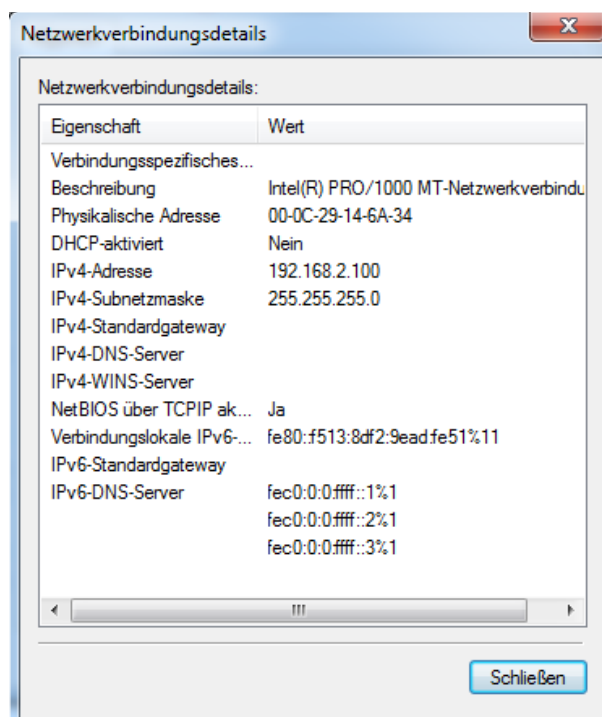 Netzwerkverbindungsdetails
Netzwerkverbindungsdetails:
Eigenschaft Wert
Verbindungsspezifisches...
Beschreibung Intel(R) PRO/1000 MT-Netzwerkverbindu
Physikalische Adresse 00-0C-29-14-6A-34
DHCP-aktiviert Nein
IPv4-Adresse 192.168.2.100
IPv4-Subnetzmaske 255.255.255.0
IPv4-Standardgateway
IPv4-DNS-Server
IPv4-WINS-Server
NetBIOS über TCPIP ak... Ja
Verbindungslokale IPv6-... fe80::f513:8df2:9ead:fe51%11
IPv6-Standardgateway
IPv6-DNS-Server fec0:0:0:ffff::1%1
fec0:0:0:ffff::2%1
fec0:0:0:ffff::3%1
Schließen